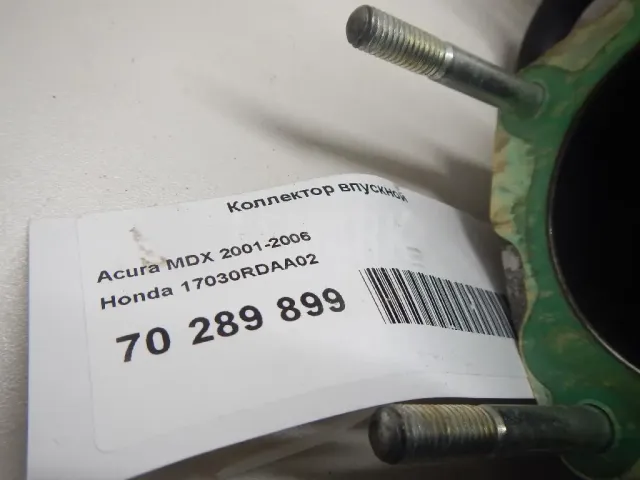 Коллектор впускной
Acura MDX 2001-2006
Honda 17030RDAA02
70 289 899